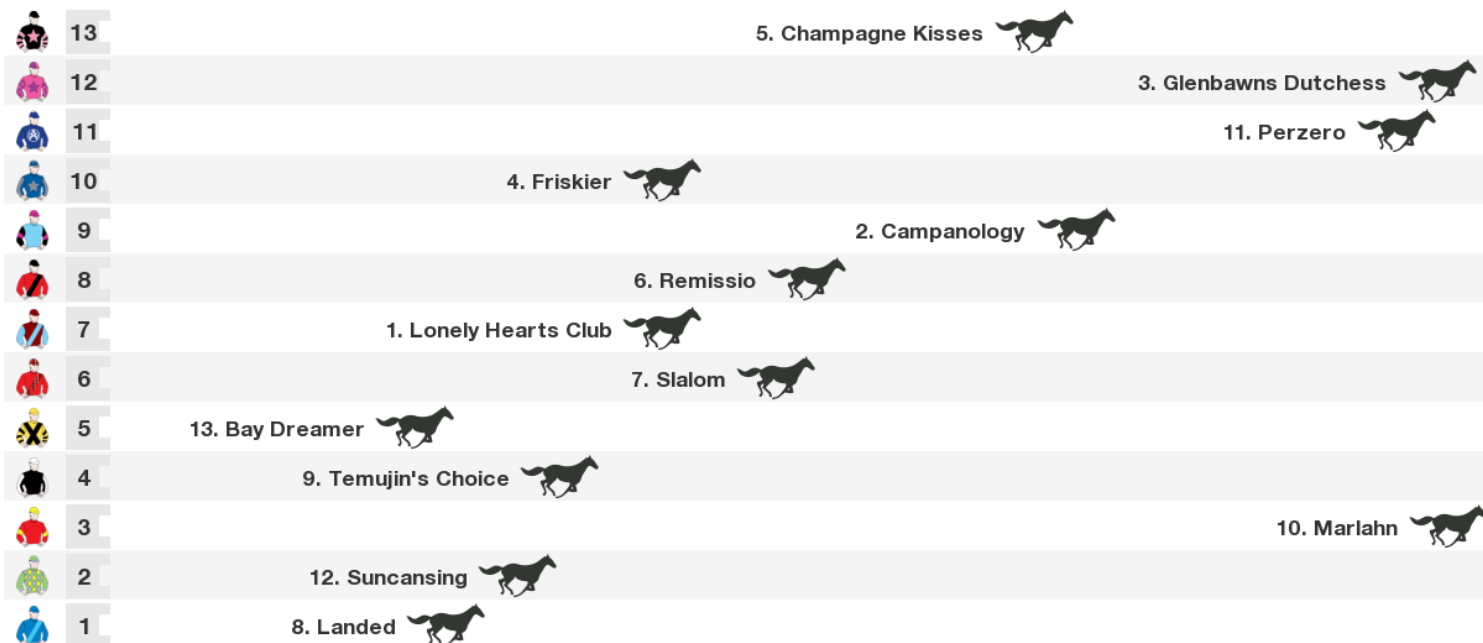 13 5. Champagne Kisses
12 3. Glenbawns Dutchess
11 11. Perzero
10 4. Friskier
9 2. Campanology
8 6. Remissio
7 1. Lonely Hearts Club
6 7. Slalom
5 13. Bay Dreamer
4 9. Temujin's Choice
3 10. Marlahn
2 12. Suncansing
1 8. Landed